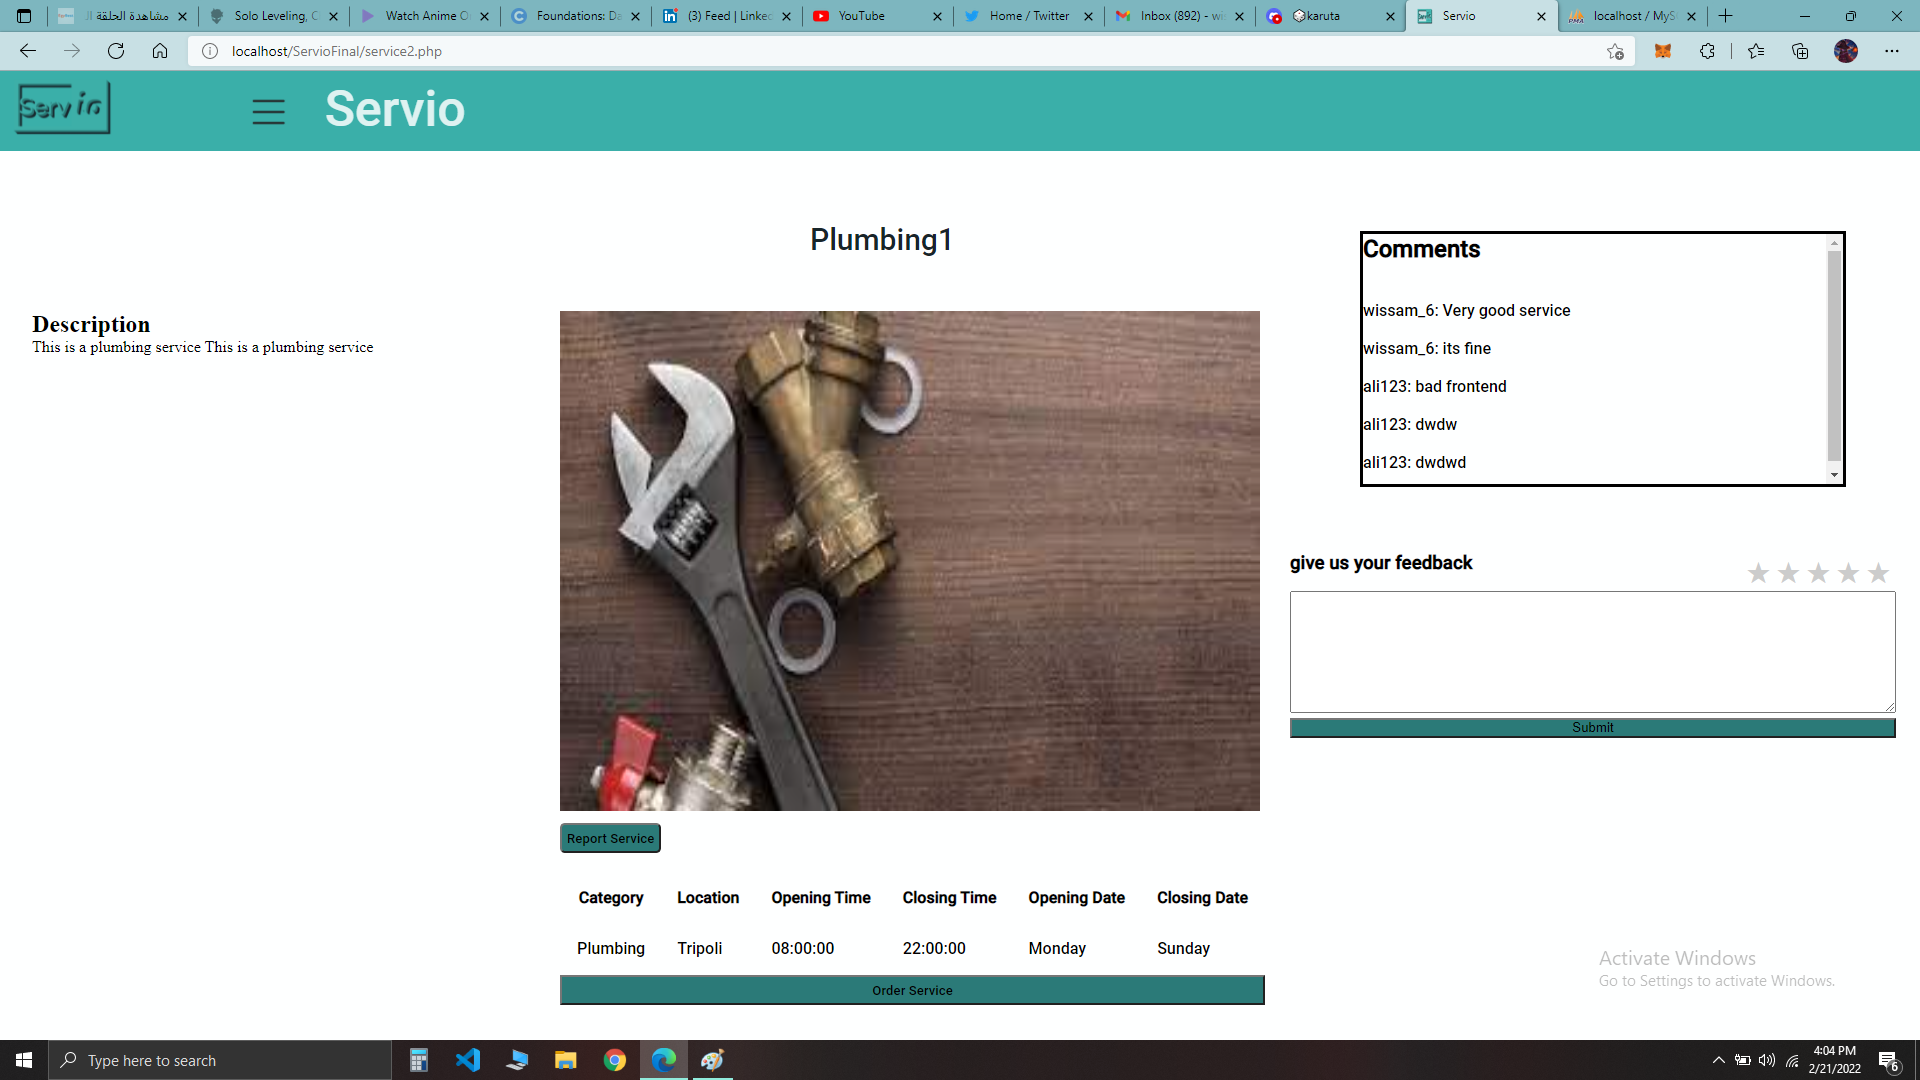 مشاهدة الحلقة ال
Solo Leveling, C
Watch Anime O
Foundations: Da
(3) Feed | Linked
YouTube
Home / Twitter
Inbox (892) - wi
karuta
Servio
localhost / MyS
localhost/ServioFinal/service2.php
Servio
Servio
Plumbing1
Description
This is a plumbing service This is a plumbing service
Comments
wissam_6: Very good service
wissam_6: its fine
ali123: bad frontend
ali123: dwdw
ali123: dwdwd
give us your feedback
Submit
Report Service
Category Location Opening Time Closing Time Opening Date Closing Date
Plumbing Tripoli 08:00:00 22:00:00 Monday Sunday
Order Service
Activate Windows
Go to Settings to activate Windows.
Type here to search
4:04 PM
2/21/2022
6